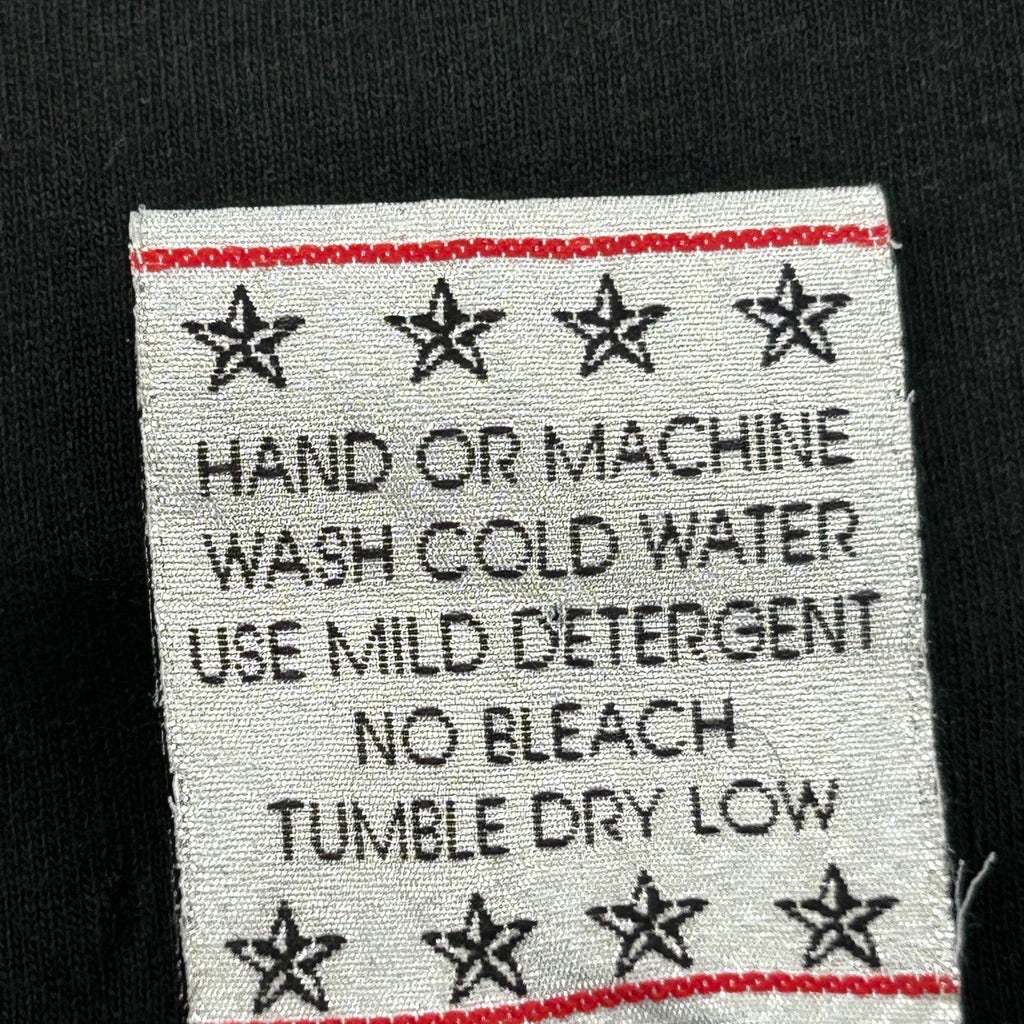 HAND OR MACHINE
WASH COLD WATER
USE MILD DETERGENT
NO BLEACH
TUMBLE DRY LOW